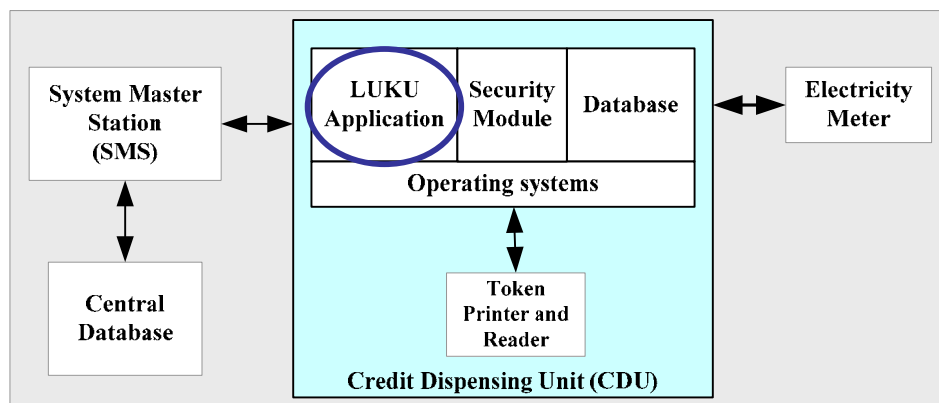 System Master
Station
(SMS)
Central
Database
LUKU
Application
Security
Module
Database
Operating systems
Token
Printer and
Reader
Credit Dispensing Unit (CDU)
Electricity
Meter